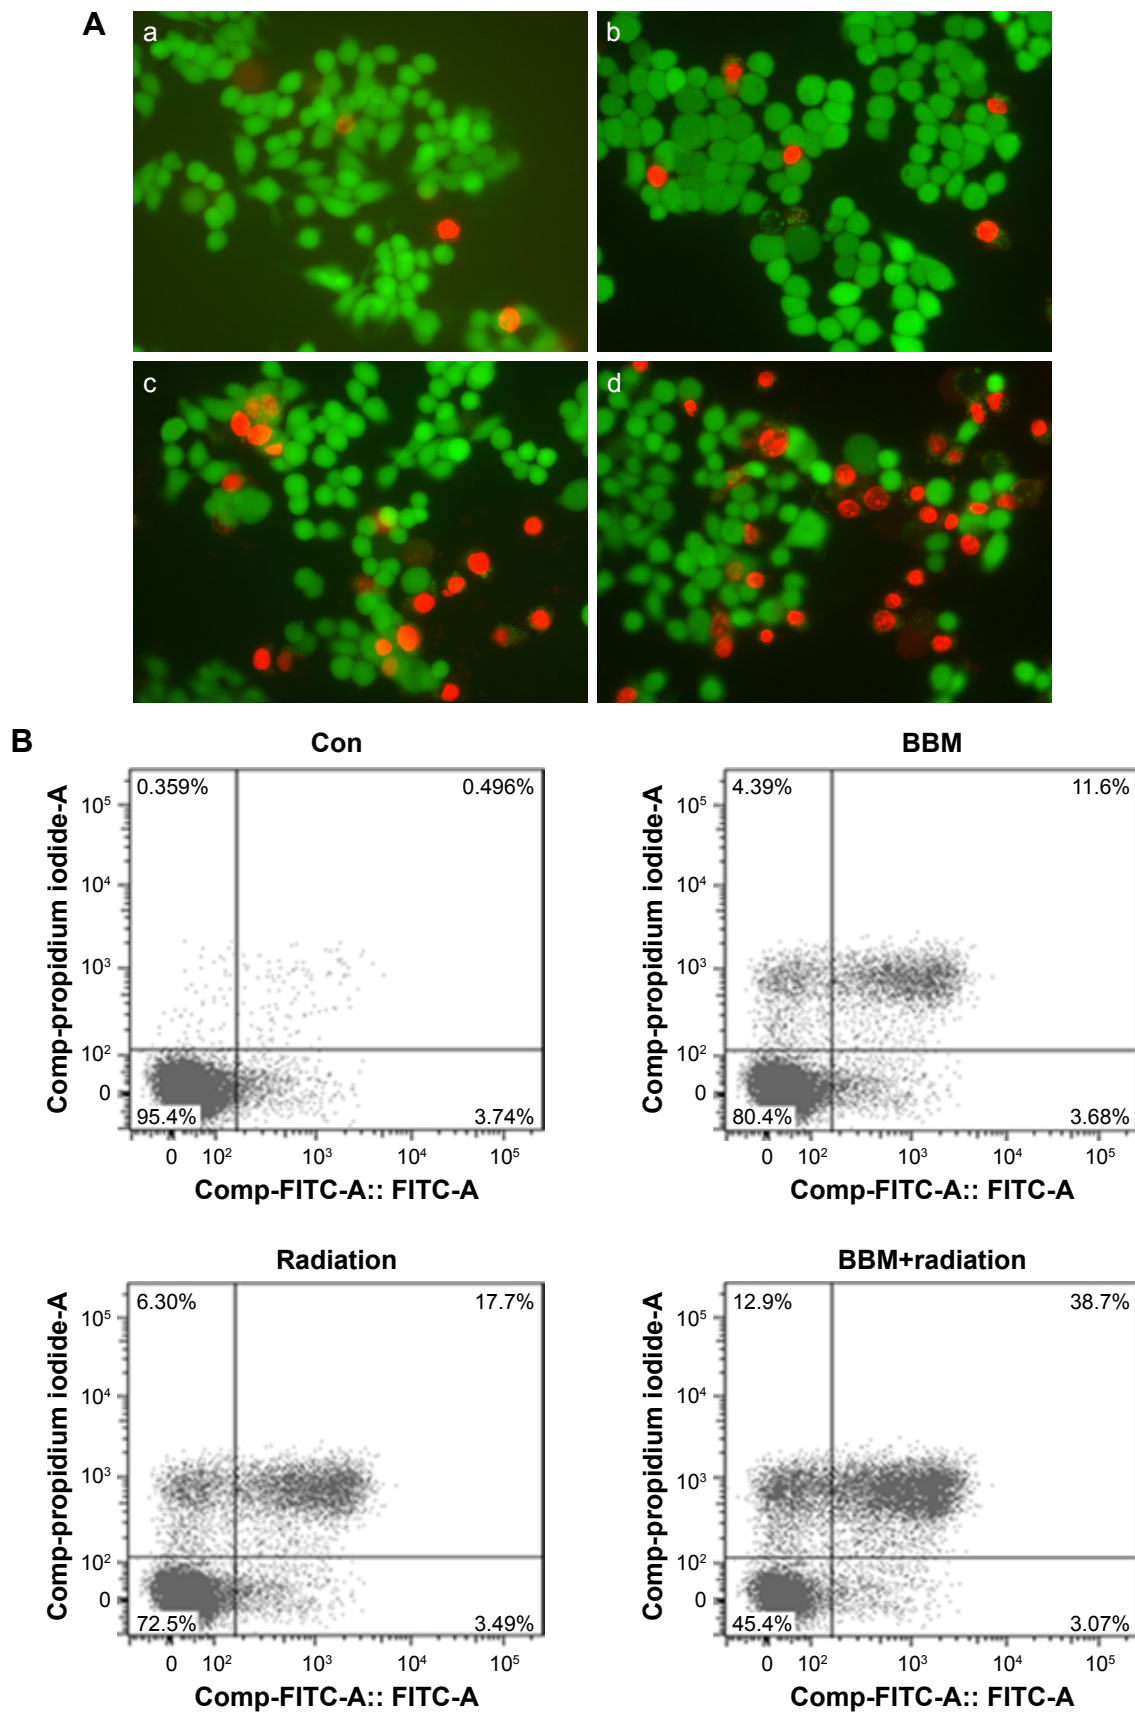 A
a
b
c
d
B
Con
0.359%
0.496%
95.4%
3.74%
Comp-propidium iodide-A
10⁵
10⁴
10³
10²
0
0 10² 10³ 10⁴ 10⁵
Comp-FITC-A:: FITC-A
BBM
4.39%
11.6%
80.4%
3.68%
Comp-propidium iodide-A
10⁵
10⁴
10³
10²
0
0 10² 10³ 10⁴ 10⁵
Comp-FITC-A:: FITC-A
Radiation
6.30%
17.7%
72.5%
3.49%
Comp-propidium iodide-A
10⁵
10⁴
10³
10²
0
0 10² 10³ 10⁴ 10⁵
Comp-FITC-A:: FITC-A
BBM+radiation
12.9%
38.7%
45.4%
3.07%
Comp-propidium iodide-A
10⁵
10⁴
10³
10²
0
0 10² 10³ 10⁴ 10⁵
Comp-FITC-A:: FITC-A